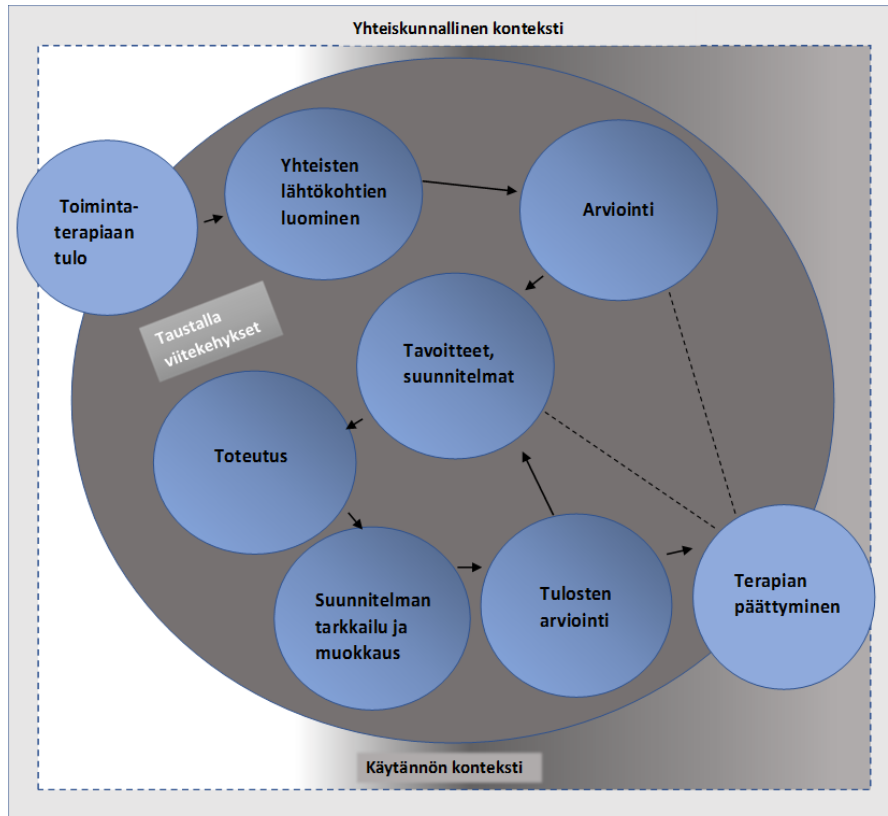 Yhteiskunnallinen konteksti
Toiminta-
terapiaan
tulo
Yhteisten
lähtökohtien
luominen
Arviointi
Taustalla
viitekehykset
Tavoitteet,
suunnitelmat
Toteutus
Suunnitelman
tarkkailu ja
muokkaus
Tulosten
arviointi
Terapian
päättyminen
Käytännön konteksti